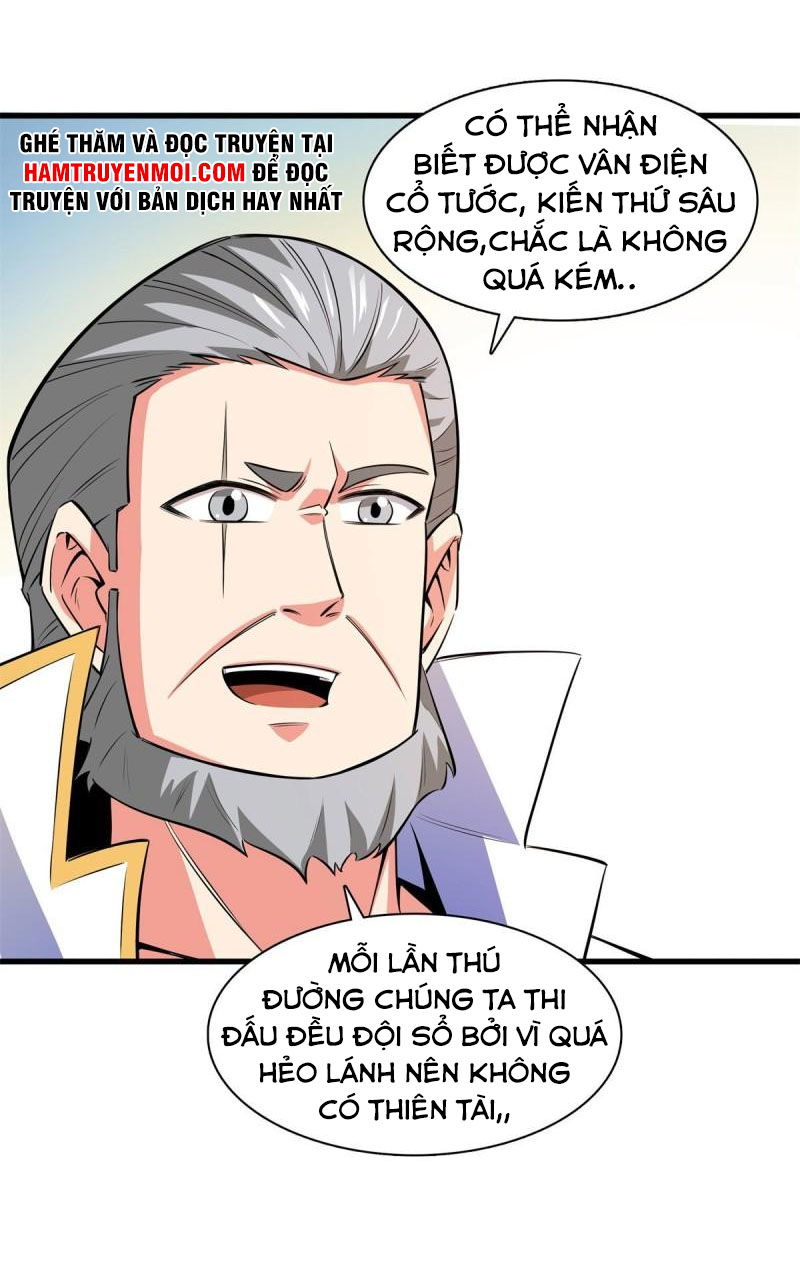 GHÉ THĂM VÀ ĐỌC TRUYỆN TẠI
HAMTRUYENMOI.COM ĐỂ ĐỌC
TRUYỆN VỚI BẢN DỊCH HAY NHẤT
CÓ THỂ NHẬN
BIẾT ĐƯỢC VÂN ĐIỆN
CỔ TƯỚC, KIẾN THỨ SÂU
RỘNG,CHẮC LÀ KHÔNG
QUÁ KÉM..
MỖI LẦN THÚ
ĐƯỜNG CHÚNG TA THI
ĐẤU ĐỀU ĐỘI SỔ BỞI VÌ QUÁ
HẺO LÁNH NÊN KHÔNG
CÓ THIÊN TÀI,,